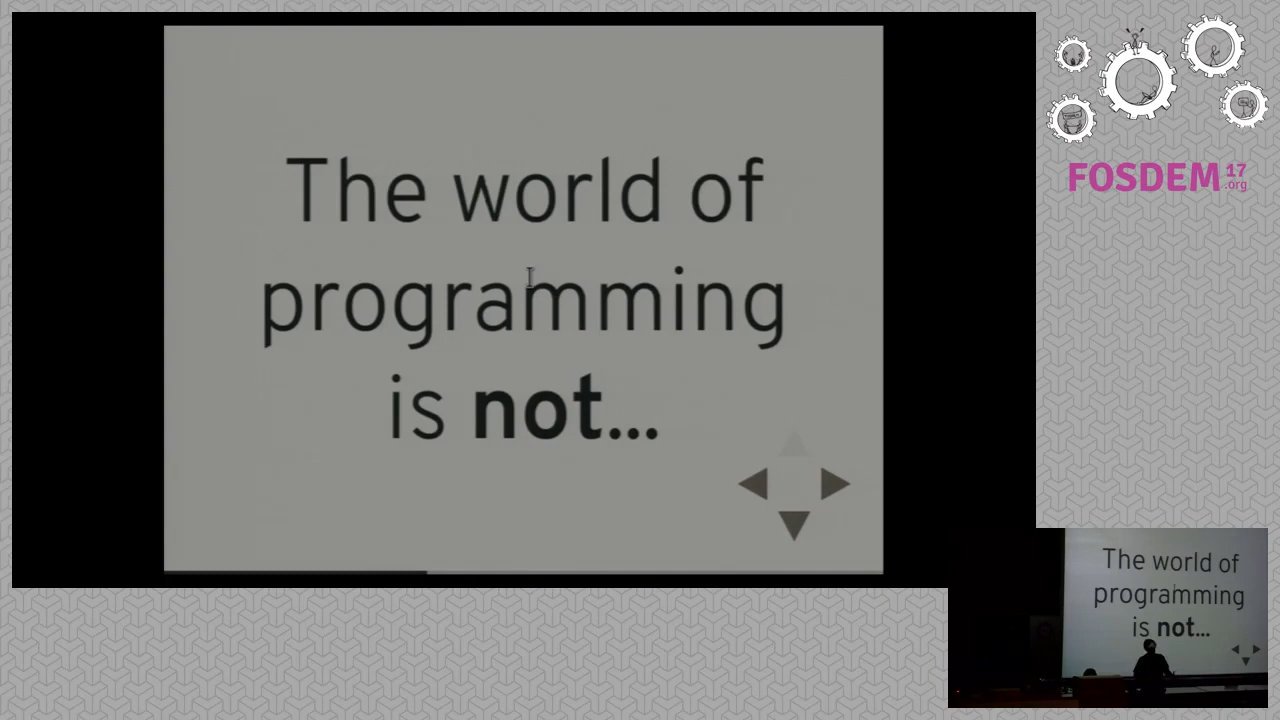 The world of
programming
is not...
FOSDEM 17
.org
The world of
programming
is not...